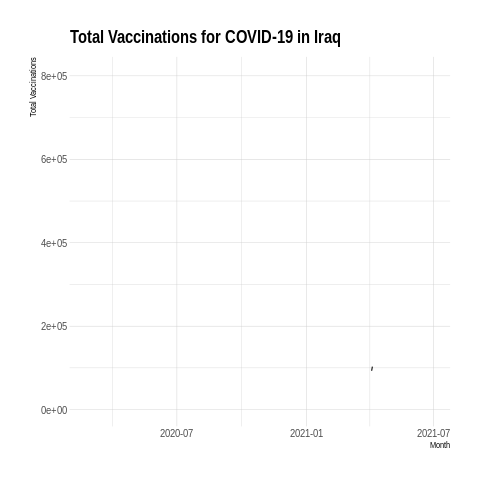 Total Vaccinations for COVID-19 in Iraq
Total Vaccinations
8e+05
6e+05
4e+05
2e+05
0e+00
2020-07
2021-01
2021-07
Month